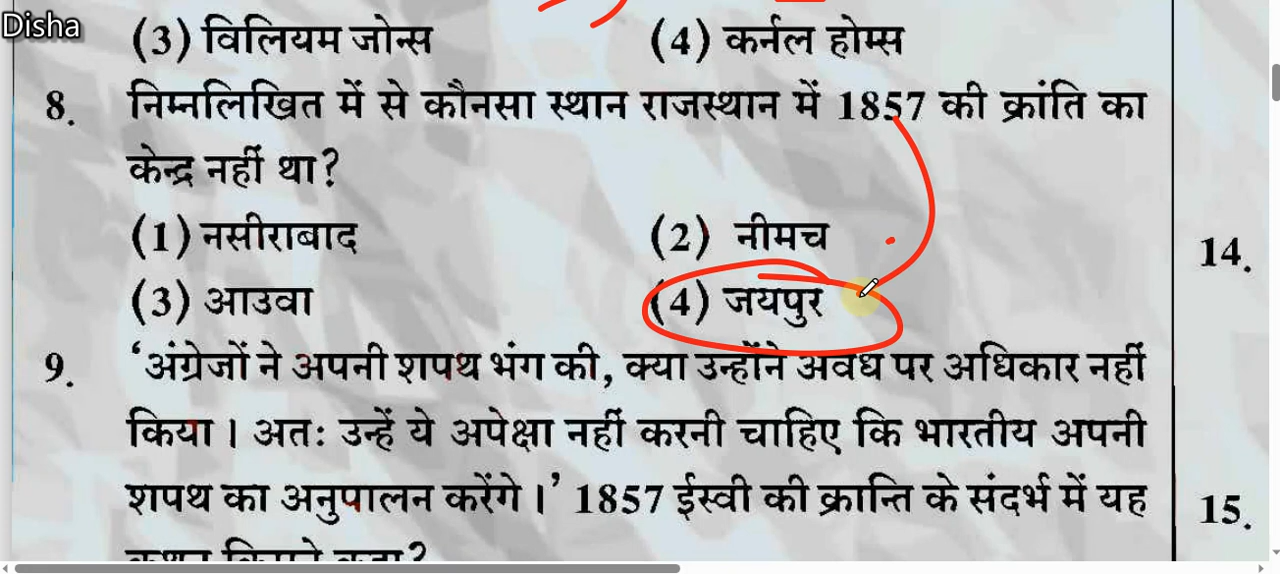 Disha
(3) विलियम जोन्स (4) कर्नल होम्स
8. निम्नलिखित में से कौनसा स्थान राजस्थान में 1857 की क्रांति का
केन्द्र नहीं था?
(1) नसीराबाद (2) नीमच
14.
(3) आउवा (4) जयपुर
9. ‘अंग्रेजों ने अपनी शपथ भंग की, क्या उन्होंने अवध पर अधिकार नहीं
किया। अतः उन्हें ये अपेक्षा नहीं करनी चाहिए कि भारतीय अपनी
शपथ का अनुपालन करेंगे।’ 1857 ईस्वी की क्रान्ति के संदर्भ में यह
15.